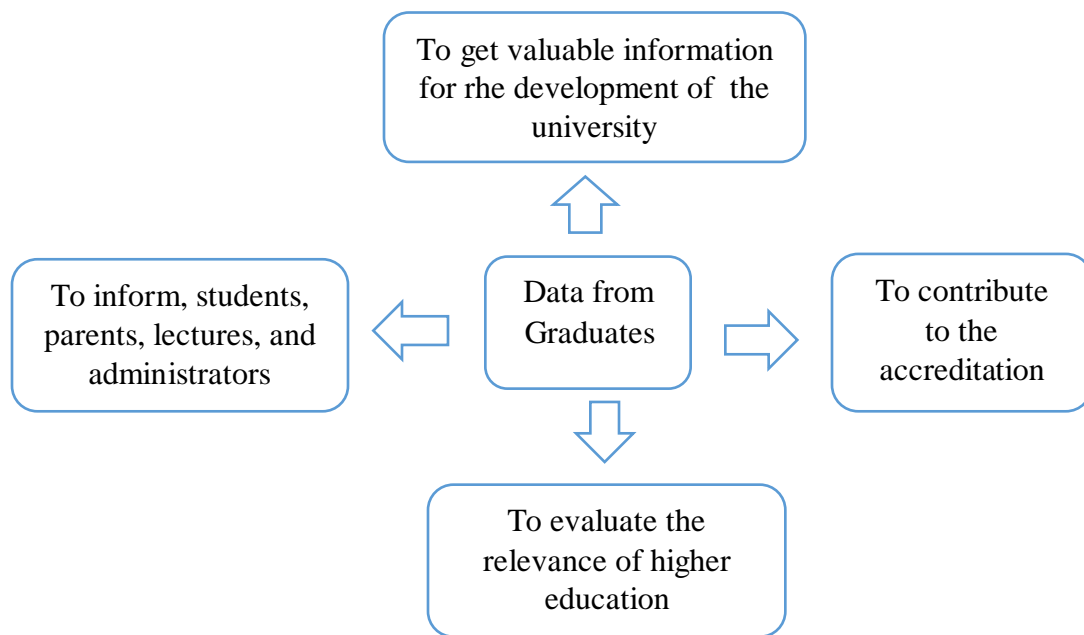 To get valuable information
for rhe development of the
university
To inform, students,
parents, lectures, and
administrators
Data from
Graduates
To contribute
to the
accreditation
To evaluate the
relevance of higher
education